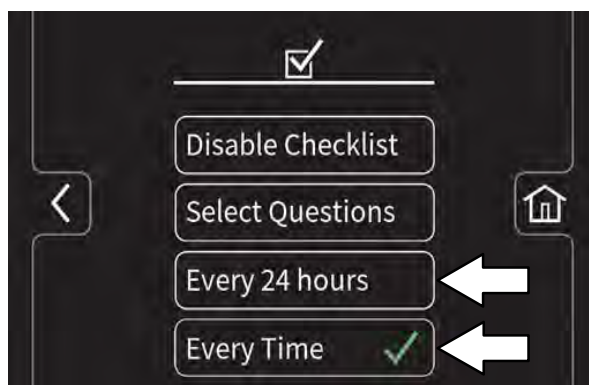 Disable Checklist
Select Questions
Every 24 hours
Every Time